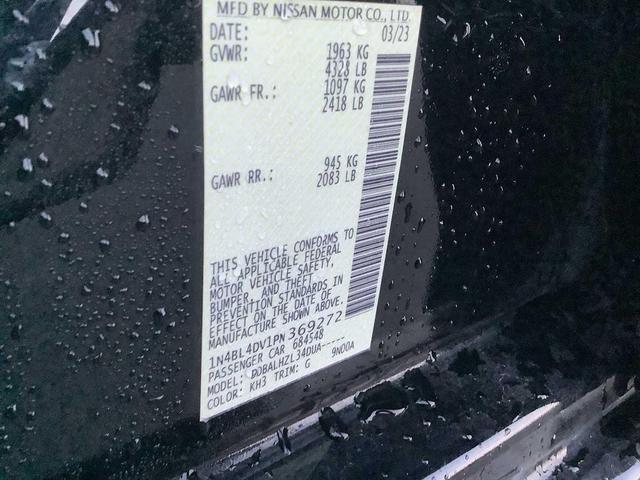 MFD BY NISSAN MOTOR CO., LTD.
DATE: 03/23
GVWR: 1963 KG
4328 LB
GAWR FR.: 1097 KG
2418 LB
GAWR RR.: 945 KG
2083 LB
THIS VEHICLE CONFORMS TO
ALL APPLICABLE FEDERAL
MOTOR VEHICLE SAFETY,
BUMPER, AND THEFT
PREVENTION STANDARDS IN
EFFECT ON THE DATE OF
MANUFACTURE SHOWN ABOVE.
1N4BL4DV1PN369272
PASSENGER CAR 684548
MODEL: DOBALHZL34DUA----- 9N00A
COLOR: KH3 TRIM: G